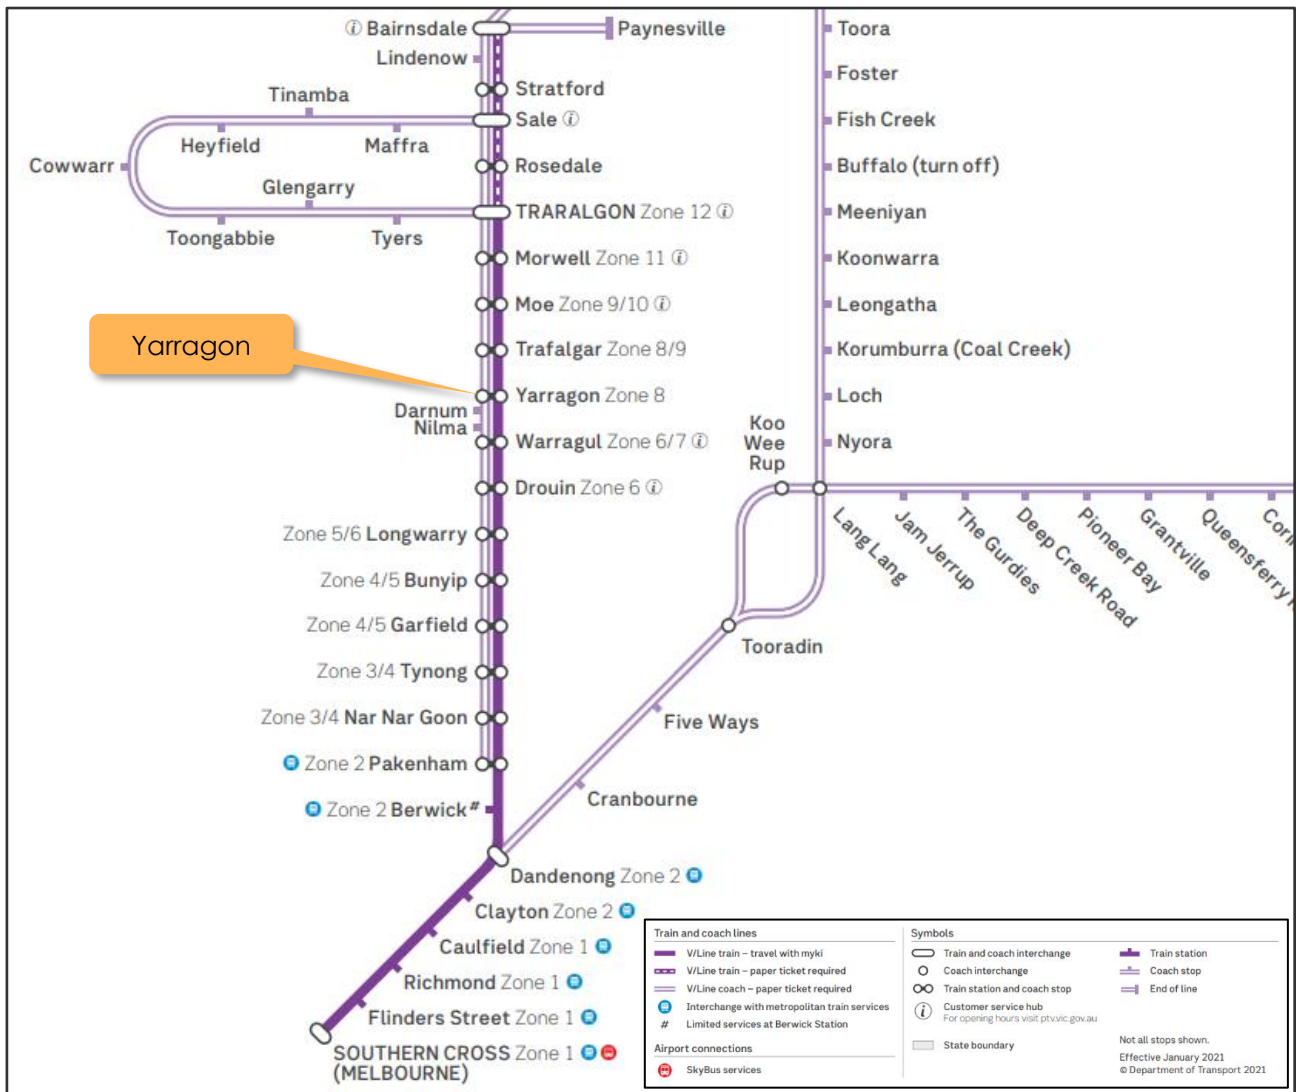 ⓘ Bairnsdale
Paynesville
Lindenow
Stratford
Tinamba
Sale ⓘ
Heyfield
Maffra
Cowwarr
Rosedale
Glengarry
TRARALGON Zone 12 ⓘ
Toongabbie
Tyers
Morwell Zone 11 ⓘ
Moe Zone 9/10 ⓘ
Yarragon
Trafalgar Zone 8/9
Yarragon Zone 8
Darnum
Nilma
Warragul Zone 6/7 ⓘ
Drouin Zone 6 ⓘ
Zone 5/6 Longwarry
Zone 4/5 Bunyip
Zone 4/5 Garfield
Zone 3/4 Tynong
Zone 3/4 Nar Nar Goon
Zone 2 Pakenham
Zone 2 Berwick #
Dandenong Zone 2
Clayton Zone 2
Caulfield Zone 1
Richmond Zone 1
Flinders Street Zone 1
SOUTHERN CROSS Zone 1
(MELBOURNE)
Toora
Foster
Fish Creek
Buffalo (turn off)
Meeniyan
Koonwarra
Leongatha
Korumburra (Coal Creek)
Loch
Nyora
Koo
Wee
Rup
Lang Lang
Jam Jerrup
The Gurdies
Deep Creek Road
Pioneer Bay
Grantville
Queensferry
Tooradin
Five Ways
Cranbourne
Train and coach lines
V/Line train – travel with myki
V/Line train – paper ticket required
V/Line coach – paper ticket required
Interchange with metropolitan train services
# Limited services at Berwick Station
Airport connections
SkyBus services
Symbols
Train and coach interchange
Coach interchange
Train station and coach stop
ⓘ Customer service hub
For opening hours visit ptv.vic.gov.au
State boundary
Train station
Coach stop
End of line
Not all stops shown.
Effective January 2021
© Department of Transport 2021